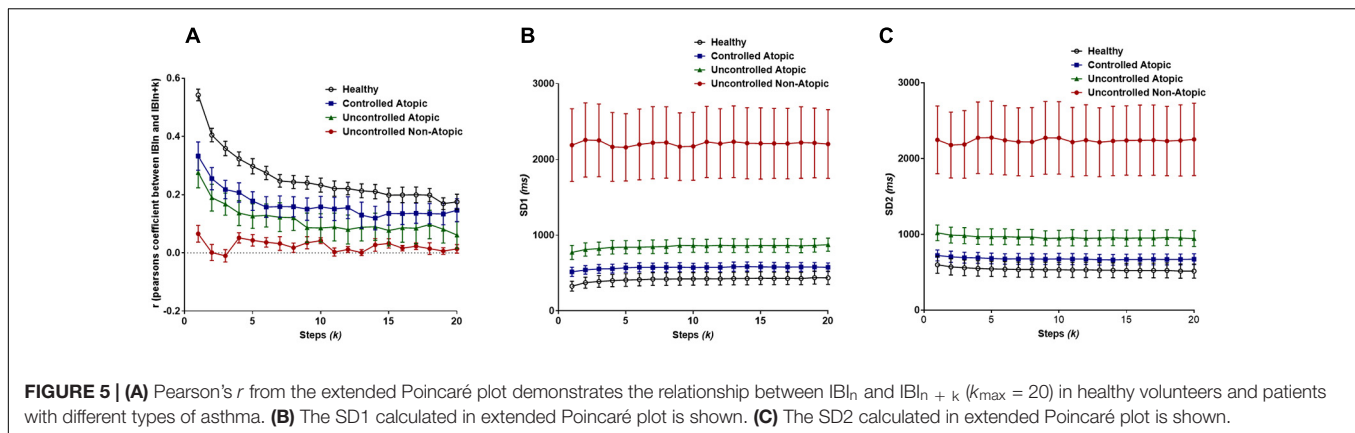 A
Healthy
Controlled Atopic
Uncontrolled Atopic
Uncontrolled Non-Atopic
r (pearsons coefficient between IBIn and IBIn+k)
0.6
0.4
0.2
0.0
-0.2
0 5 10 15 20
Steps (k)
B
Healthy
Controlled Atopic
Uncontrolled Atopic
Uncontrolled Non-Atopic
SD1 (ms)
3000
2000
1000
0
0 5 10 15 20
Steps (k)
C
Healthy
Controlled Atopic
Uncontrolled Atopic
Uncontrolled Non-Atopic
SD2 (ms)
3000
2000
1000
0
0 5 10 15 20
Steps (k)
FIGURE 5 | (A) Pearson's r from the extended Poincaré plot demonstrates the relationship between IBIn and IBIn + k (kmax = 20) in healthy volunteers and patients
with different types of asthma. (B) The SD1 calculated in extended Poincaré plot is shown. (C) The SD2 calculated in extended Poincaré plot is shown.